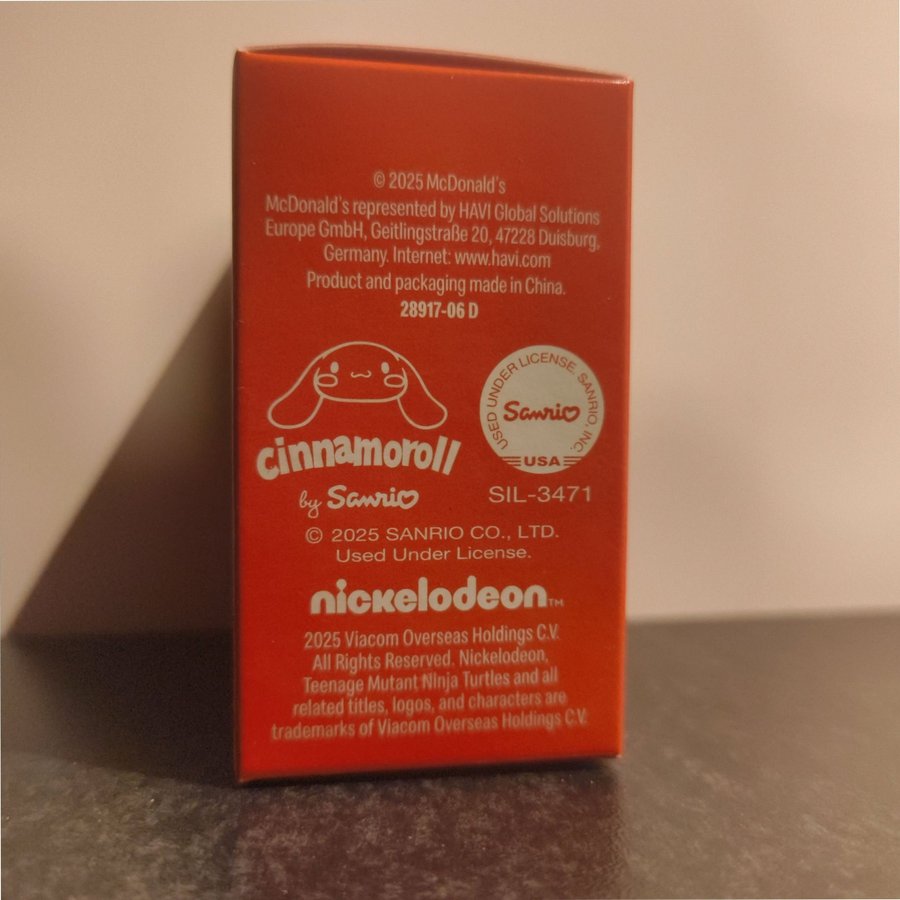 © 2025 McDonald's
McDonald's represented by HAVI Global Solutions
Europe GmbH, Geitlingstraße 20, 47228 Duisburg,
Germany. Internet: www.havi.com
Product and packaging made in China.
28917-06 D
cinnamoroll
by Sanrio
USED UNDER LICENSE. SANRIO, INC.
Sanrio
USA
SIL-3471
© 2025 SANRIO CO., LTD.
Used Under License.
nickelodeon™
2025 Viacom Overseas Holdings C.V.
All Rights Reserved. Nickelodeon,
Teenage Mutant Ninja Turtles and all
related titles, logos, and characters are
trademarks of Viacom Overseas Holdings C.V.